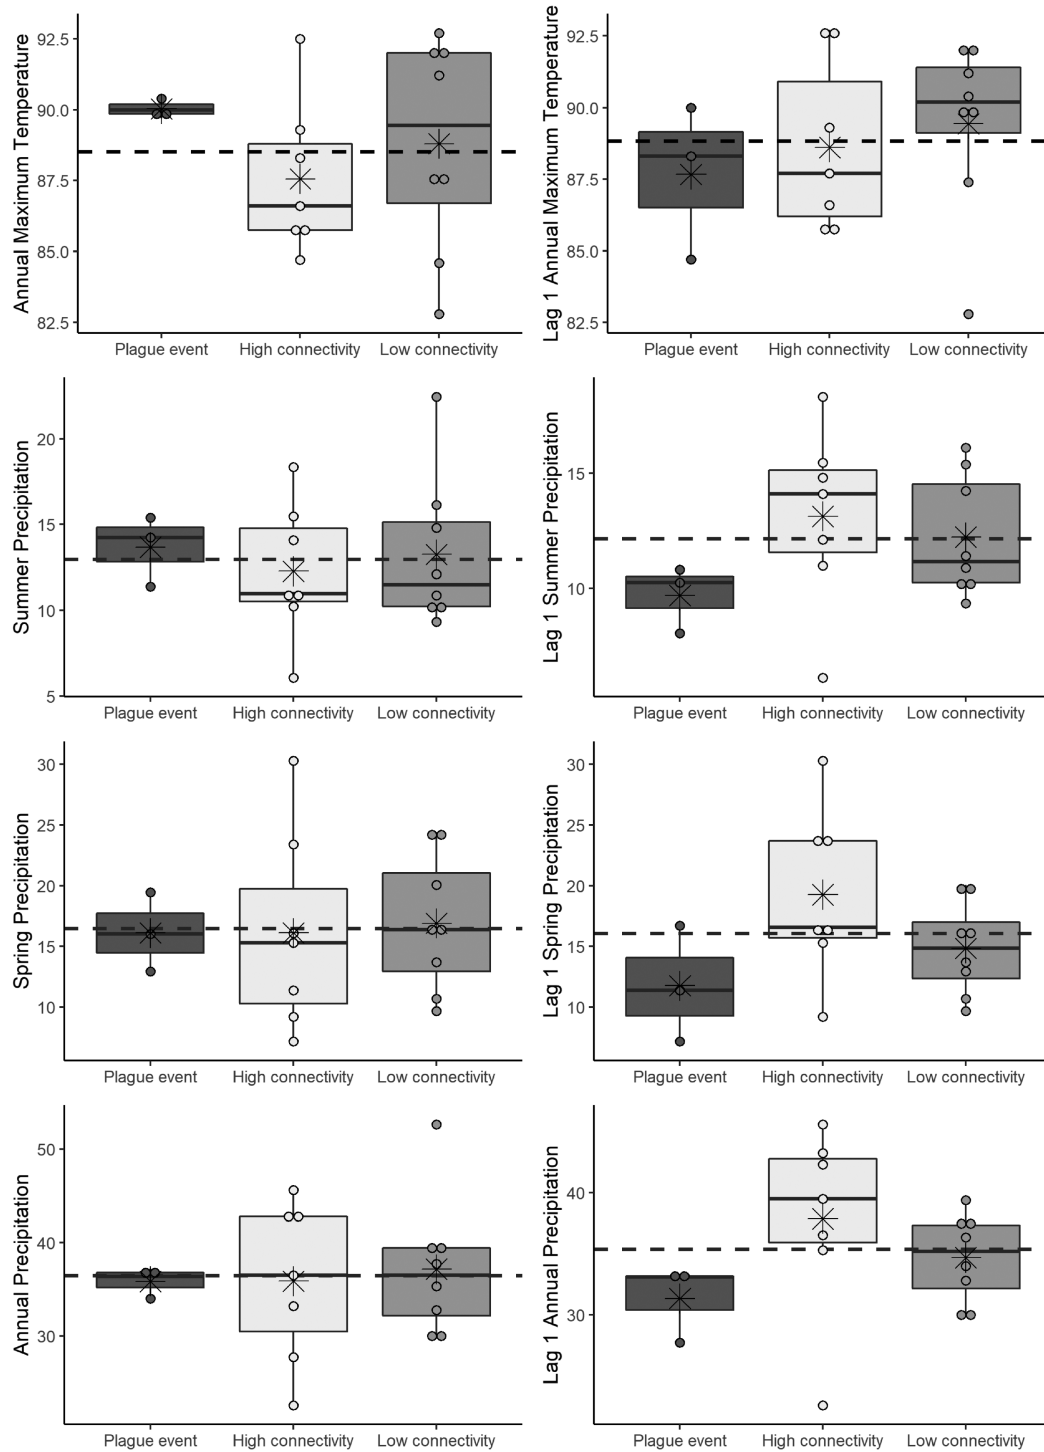 Annual Maximum Temperature
92.5
90.0
87.5
85.0
82.5
Plague event High connectivity Low connectivity
Lag 1 Annual Maximum Temperature
92.5
90.0
87.5
85.0
82.5
Plague event High connectivity Low connectivity
Summer Precipitation
20
15
10
5
Plague event High connectivity Low connectivity
Lag 1 Summer Precipitation
15
10
Plague event High connectivity Low connectivity
Spring Precipitation
30
25
20
15
10
Plague event High connectivity Low connectivity
Lag 1 Spring Precipitation
30
25
20
15
10
Plague event High connectivity Low connectivity
Annual Precipitation
50
40
30
Plague event High connectivity Low connectivity
Lag 1 Annual Precipitation
40
30
Plague event High connectivity Low connectivity